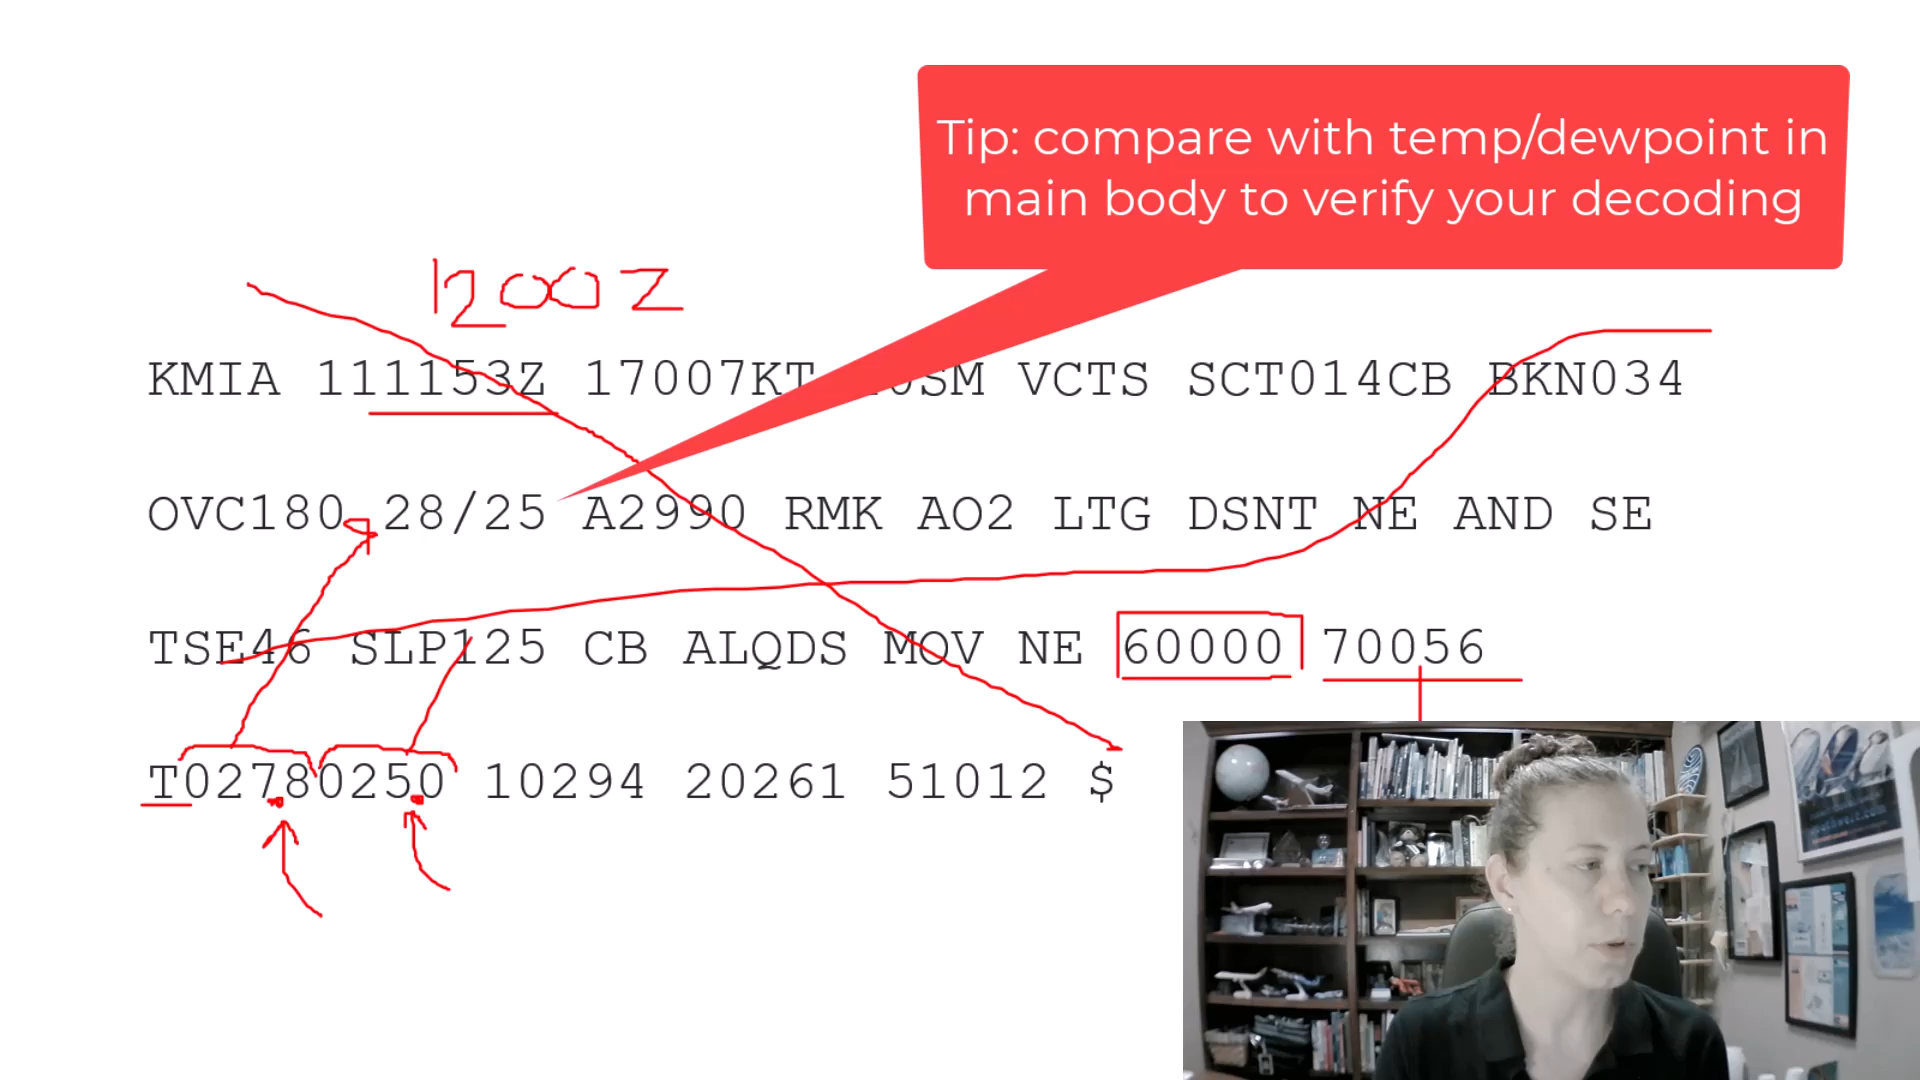 Tip: compare with temp/dewpoint in
main body to verify your decoding
1200Z
KMIA 111153Z 17007KT SM VCTS SCT014CB BKN034
OVC180 28/25 A2990 RMK AO2 LTG DSNT NE AND SE
TSE46 SLP125 CB ALQDS MOV NE 60000 70056
T02780250 10294 20261 51012 $